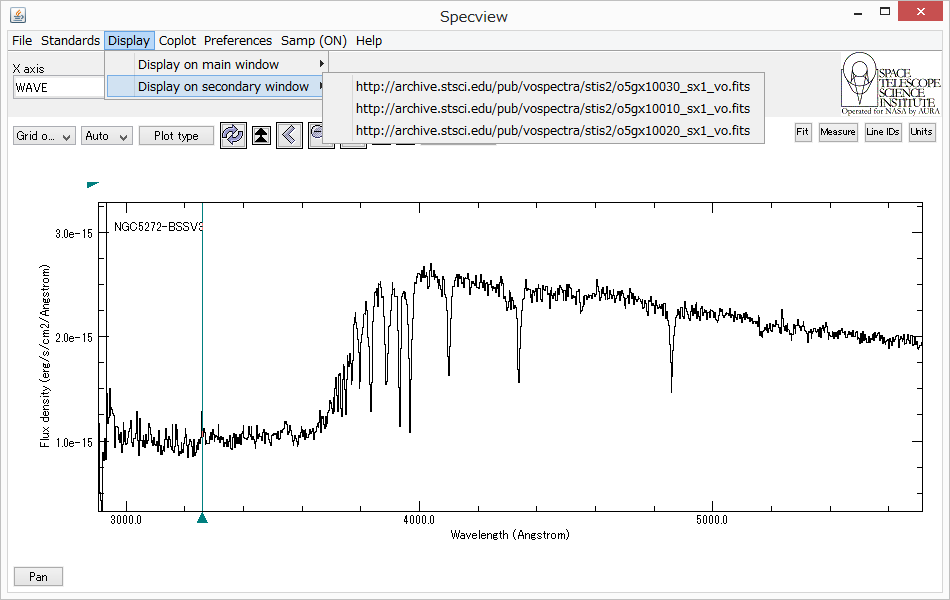 Specview
File Standards Display Coplot Preferences Samp (ON) Help
X axis
WAVE
Display on main window
Display on secondary window
http://archive.stsci.edu/pub/vospectra/stis2/o5gx10030_sx1_vo.fits
http://archive.stsci.edu/pub/vospectra/stis2/o5gx10010_sx1_vo.fits
http://archive.stsci.edu/pub/vospectra/stis2/o5gx10020_sx1_vo.fits
SPACE
TELESCOPE
SCIENCE
INSTITUTE
Operated for NASA by AURA
Grid o... Auto Plot type Fit Measure Line IDs Units
NGC5272-BSSVS
3.0e-15
2.0e-15
1.0e-15
Flux density (erg/s/cm2/Angstrom)
3000.0 4000.0 5000.0
Wavelength (Angstrom)
Pan